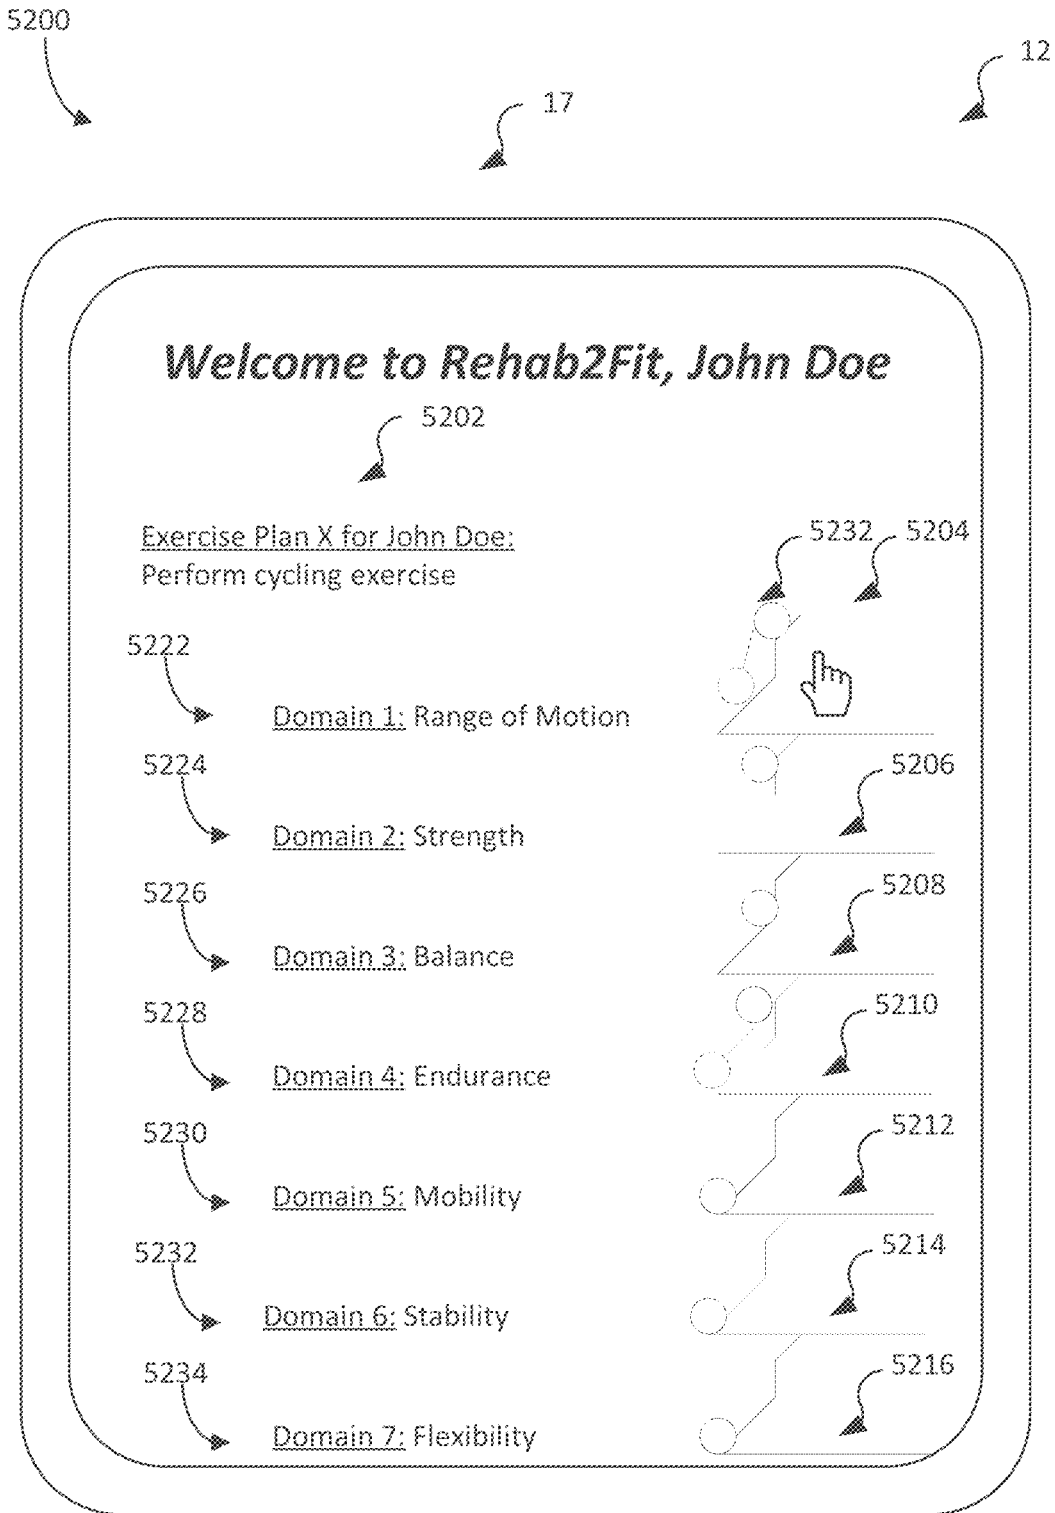 5200
12
17
Welcome to Rehab2Fit, John Doe
5202
Exercise Plan X for John Doe:
5232 5204
Perform cycling exercise
5222
Domain 1: Range of Motion
5224
5206
Domain 2: Strength
5226
5208
Domain 3: Balance
5228
5210
Domain 4: Endurance
5230
5212
Domain 5: Mobility
5232
5214
Domain 6: Stability
5234
5216
Domain 7: Flexibility